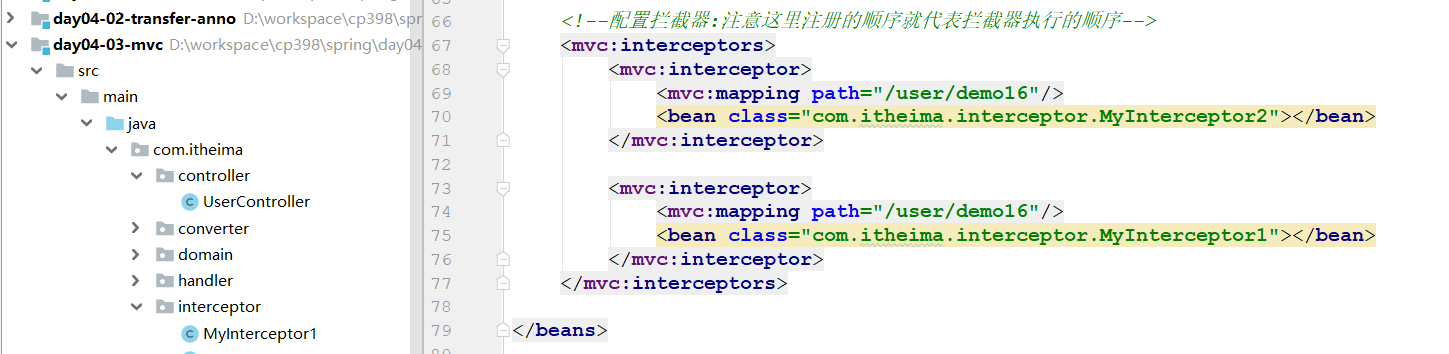 day04-02-transfer-anno D:\workspace\cp398\spr
day04-03-mvc D:\workspace\cp398\spring\day04
src
main
java
com.itheima
controller
UserController
converter
domain
handler
interceptor
MyInterceptor1
66 <!--配置拦截器:注意这里注册的顺序就代表拦截器执行的顺序-->
67 <mvc:interceptors>
68 <mvc:interceptor>
69 <mvc:mapping path="/user/demo16"/>
70 <bean class="com.itheima.interceptor.MyInterceptor2"></bean>
71 </mvc:interceptor>
72
73 <mvc:interceptor>
74 <mvc:mapping path="/user/demo16"/>
75 <bean class="com.itheima.interceptor.MyInterceptor1"></bean>
76 </mvc:interceptor>
77 </mvc:interceptors>
78
79 </beans>